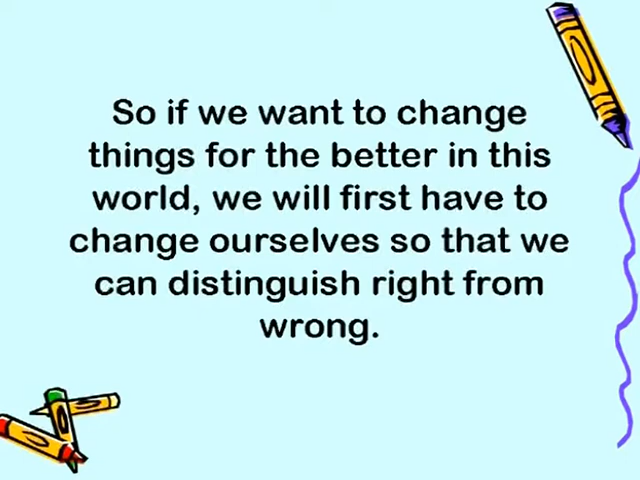 So if we want to change
things for the better in this
world, we will first have to
change ourselves so that we
can distinguish right from
wrong.